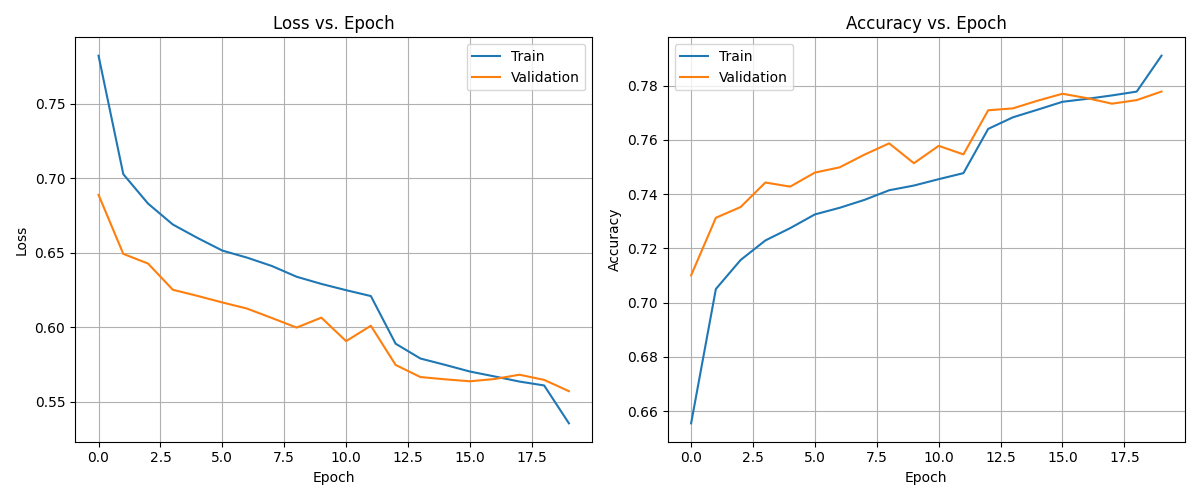 Loss vs. Epoch
Train
Validation
0.75
0.70
0.65
0.60
0.55
Loss
0.0 2.5 5.0 7.5 10.0 12.5 15.0 17.5
Epoch
Accuracy vs. Epoch
Train
Validation
0.78
0.76
0.74
0.72
0.70
0.68
0.66
Accuracy
0.0 2.5 5.0 7.5 10.0 12.5 15.0 17.5
Epoch